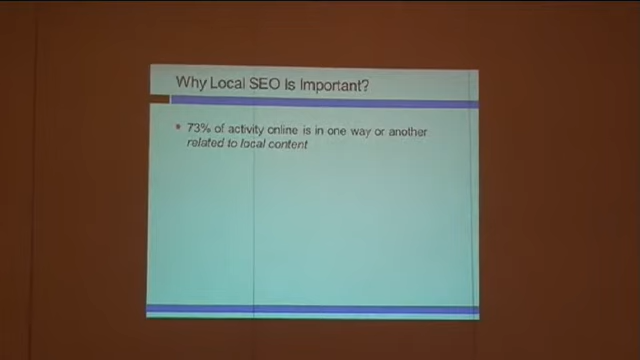 Why Local SEO Is Important?
73% of activity online is in one way or another
related to local content